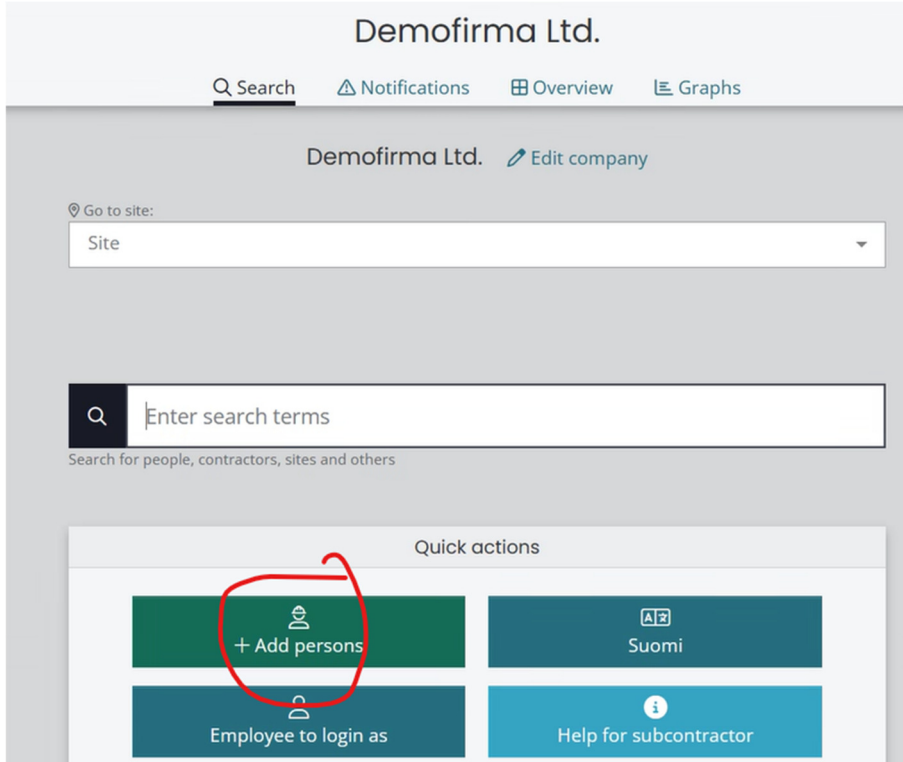 Demofirma Ltd.
Search Notifications Overview Graphs
Demofirma Ltd. Edit company
Go to site:
Site
Enter search terms
Search for people, contractors, sites and others
Quick actions
+ Add persons
Suomi
Employee to login as
Help for subcontractor